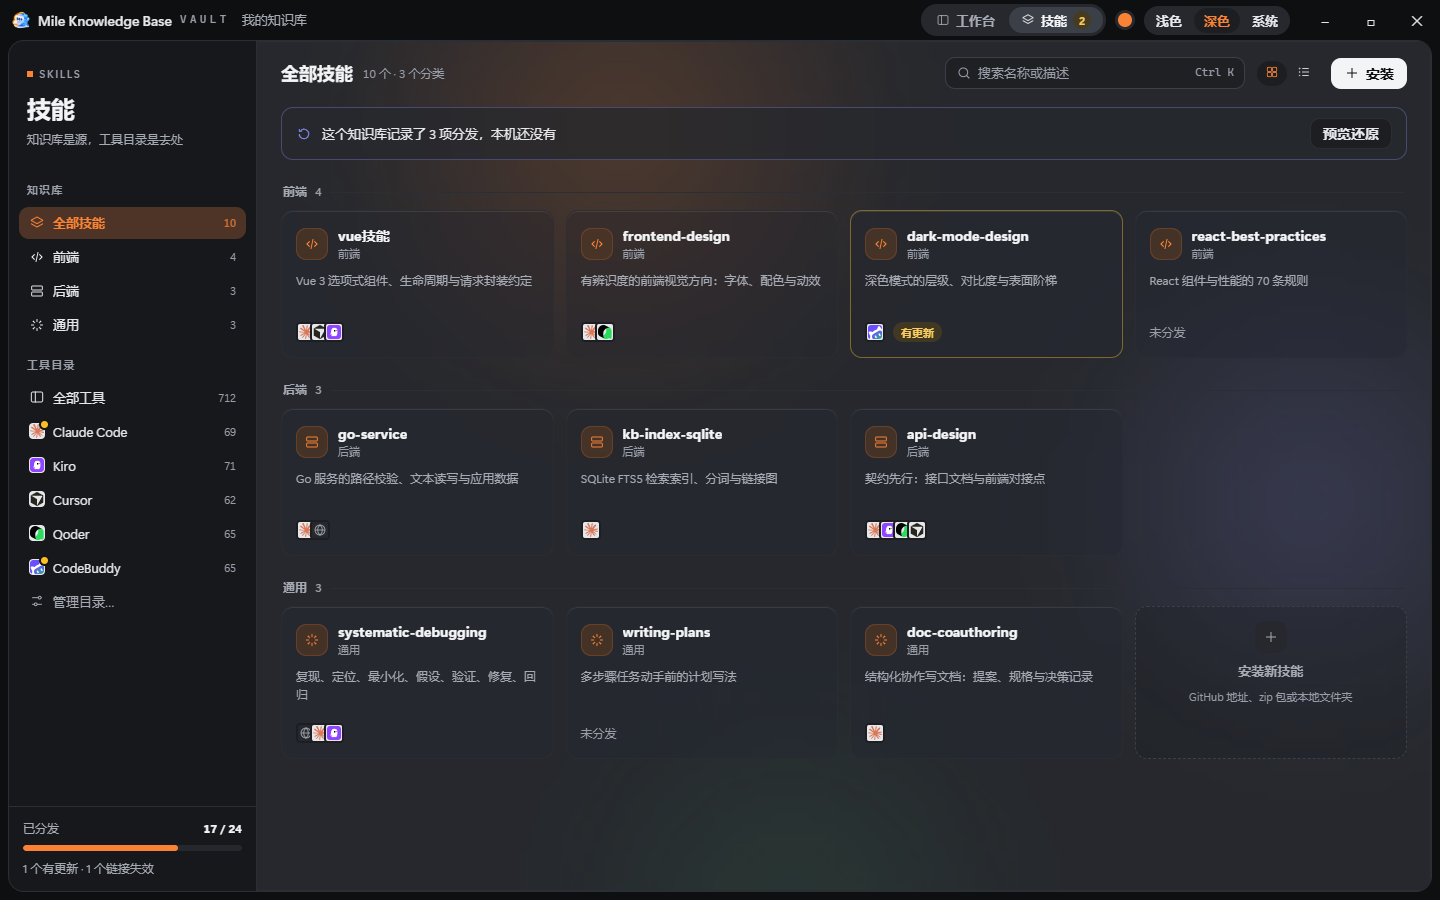 Mile Knowledge Base VAULT 我的知识库
工作台 技能 2 浅色 深色 系统
SKILLS
技能
知识库是源，工具目录是去处
知识库
全部技能 10
前端 4
后端 3
通用 3
工具目录
全部工具 712
Claude Code 69
Kiro 71
Cursor 62
Qoder 65
CodeBuddy 65
管理目录...
已分发 17 / 24
1 个有更新 · 1 个链接失效
全部技能 10 个 · 3 个分类
搜索名称或描述 Ctrl K
安装
这个知识库记录了 3 项分发，本机还没有
预览还原
前端 4
vue技能
前端
Vue 3 选项式组件、生命周期与请求封装约定
frontend-design
前端
有辨识度的前端视觉方向：字体、配色与动效
dark-mode-design
前端
深色模式的层级、对比度与表面阶梯
有更新
react-best-practices
前端
React 组件与性能的 70 条规则
未分发
后端 3
go-service
后端
Go 服务的路径校验、文本读写与应用数据
kb-index-sqlite
后端
SQLite FTS5 检索索引、分词与链接图
api-design
后端
契约先行：接口文档与前端对接点
通用 3
systematic-debugging
通用
复现、定位、最小化、假设、验证、修复、回
归
writing-plans
通用
多步骤任务动手前的计划写法
未分发
doc-coauthoring
通用
结构化协作写文档：提案、规格与决策记录
安装新技能
GitHub 地址、zip 包或本地文件夹